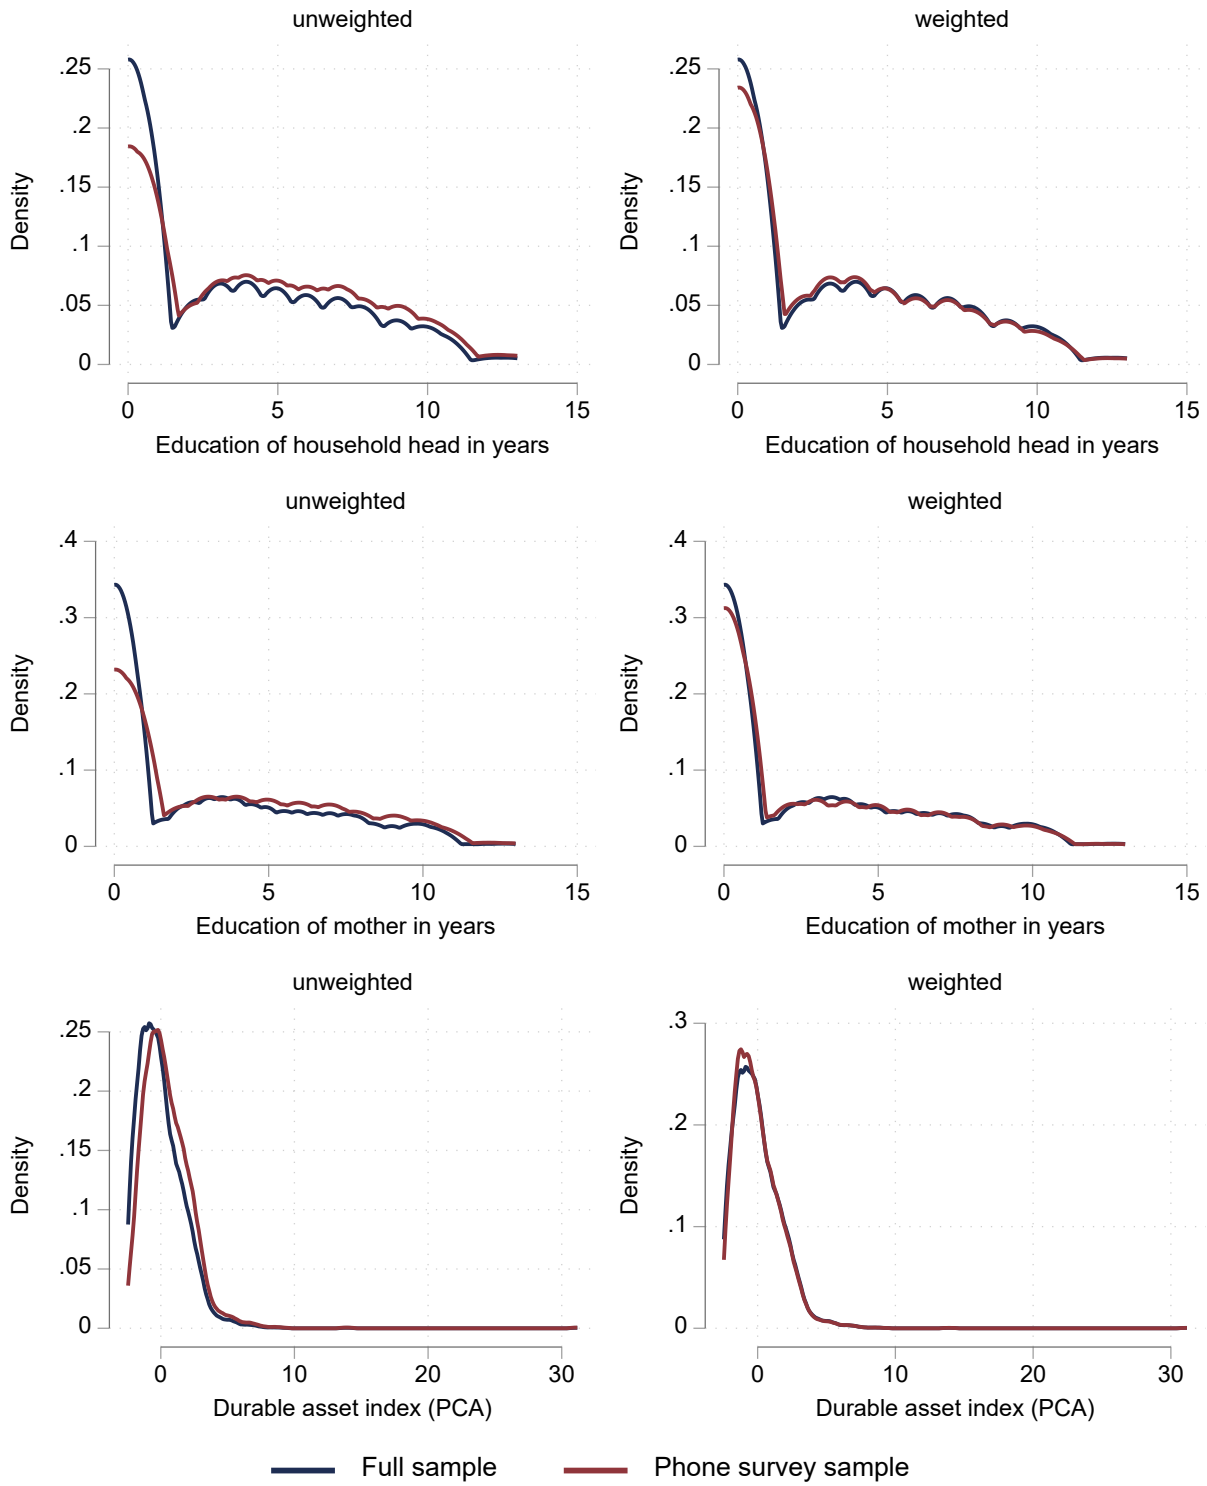 unweighted
weighted
.25
.2
.15
.1
.05
0
Density
0 5 10 15
Education of household head in years
.25
.2
.15
.1
.05
0
Density
0 5 10 15
Education of household head in years
unweighted
weighted
.4
.3
.2
.1
0
Density
0 5 10 15
Education of mother in years
.4
.3
.2
.1
0
Density
0 5 10 15
Education of mother in years
unweighted
weighted
.25
.2
.15
.1
.05
0
Density
0 10 20 30
Durable asset index (PCA)
.3
.2
.1
0
Density
0 10 20 30
Durable asset index (PCA)
Full sample
Phone survey sample